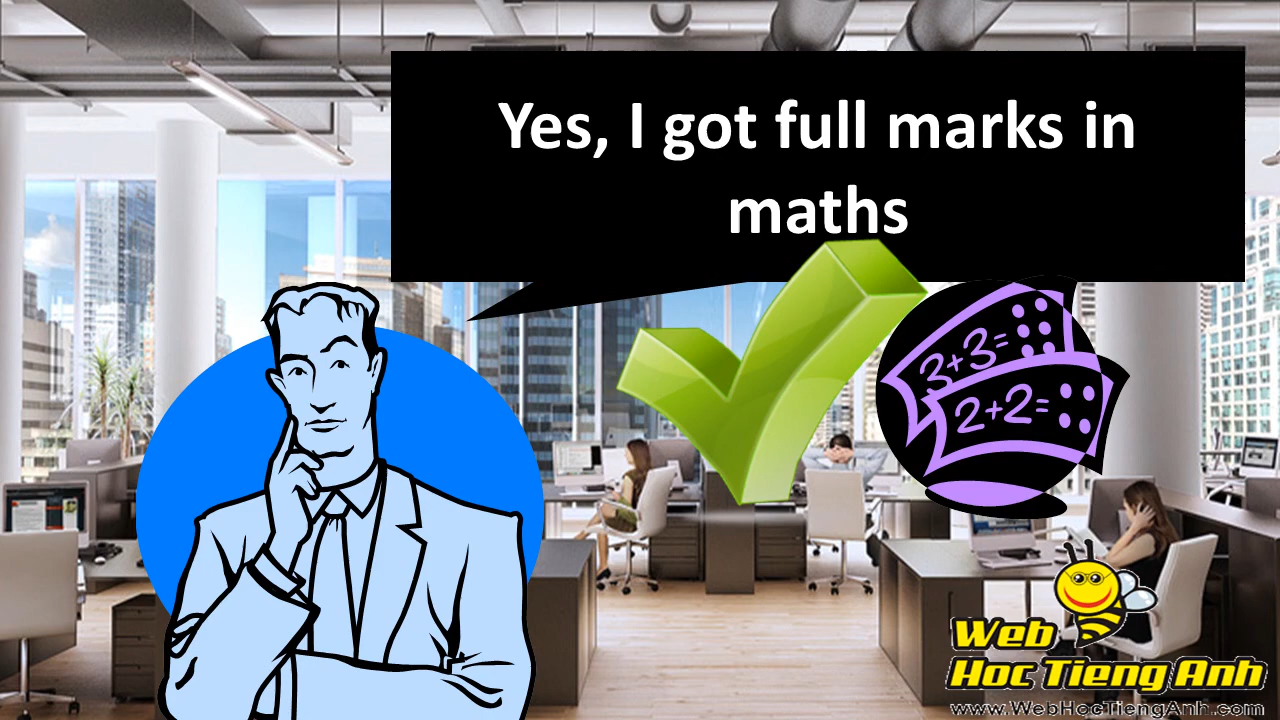 Yes, I got full marks in
maths
3+3=
2+2=
Web
Hoc Tieng Anh
www.WebHocTiengAnh.com